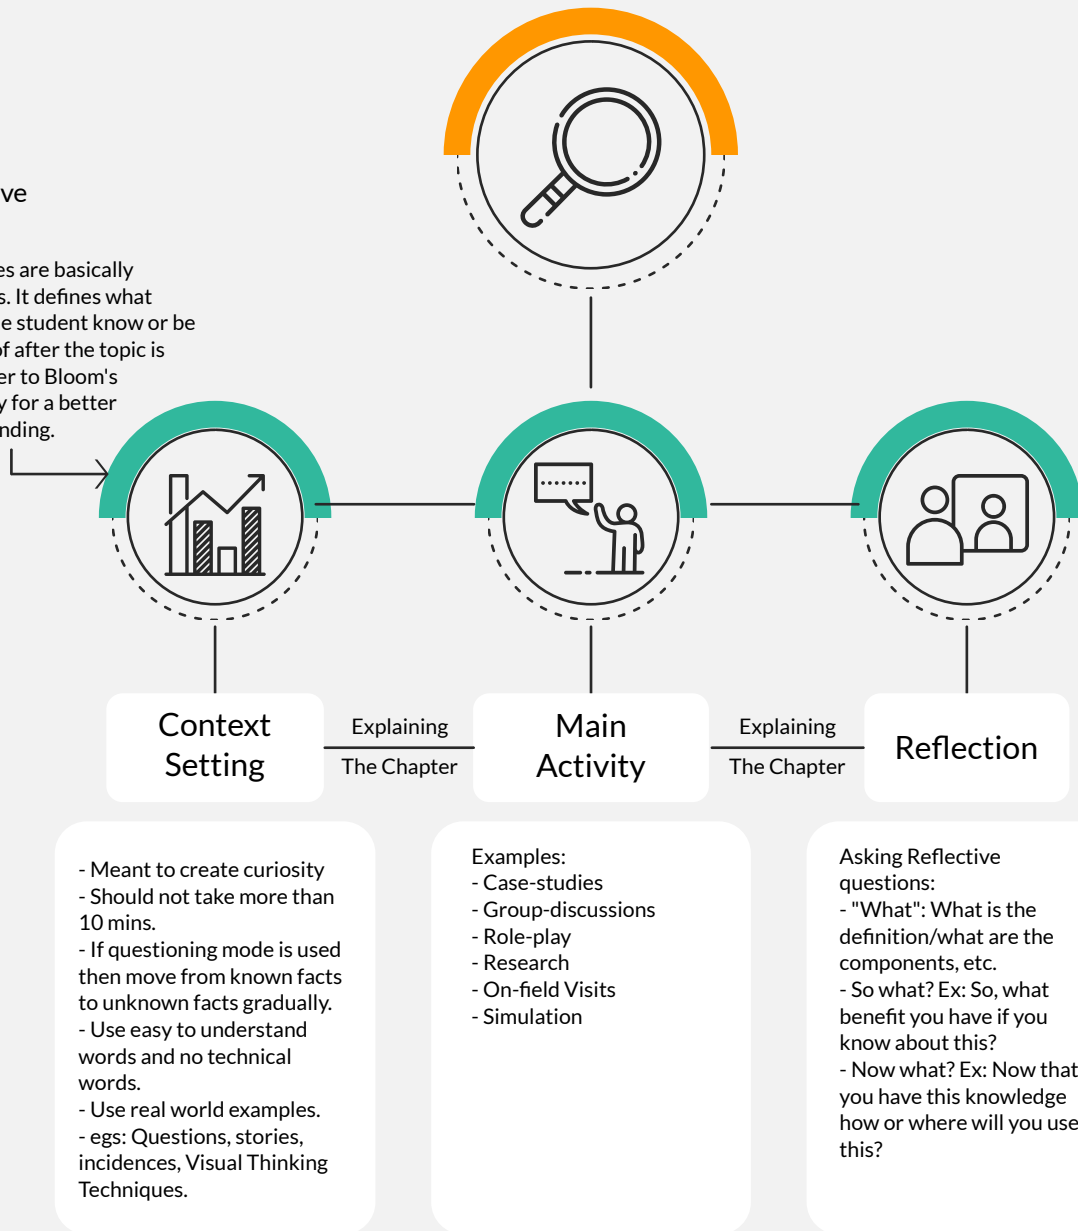 ve
es are basically
s. It defines what
e student know or be
of after the topic is
er to Bloom's
y for a better
nding.
Context
Setting
Explaining
The Chapter
Main
Activity
Explaining
The Chapter
Reflection
- Meant to create curiosity
- Should not take more than
10 mins.
- If questioning mode is used
then move from known facts
to unknown facts gradually.
- Use easy to understand
words and no technical
words.
- Use real world examples.
- egs: Questions, stories,
incidences, Visual Thinking
Techniques.
Examples:
- Case-studies
- Group-discussions
- Role-play
- Research
- On-field Visits
- Simulation
Asking Reflective
questions:
- "What": What is the
definition/what are the
components, etc.
- So what? Ex: So, what
benefit you have if you
know about this?
- Now what? Ex: Now that
you have this knowledge
how or where will you use
this?